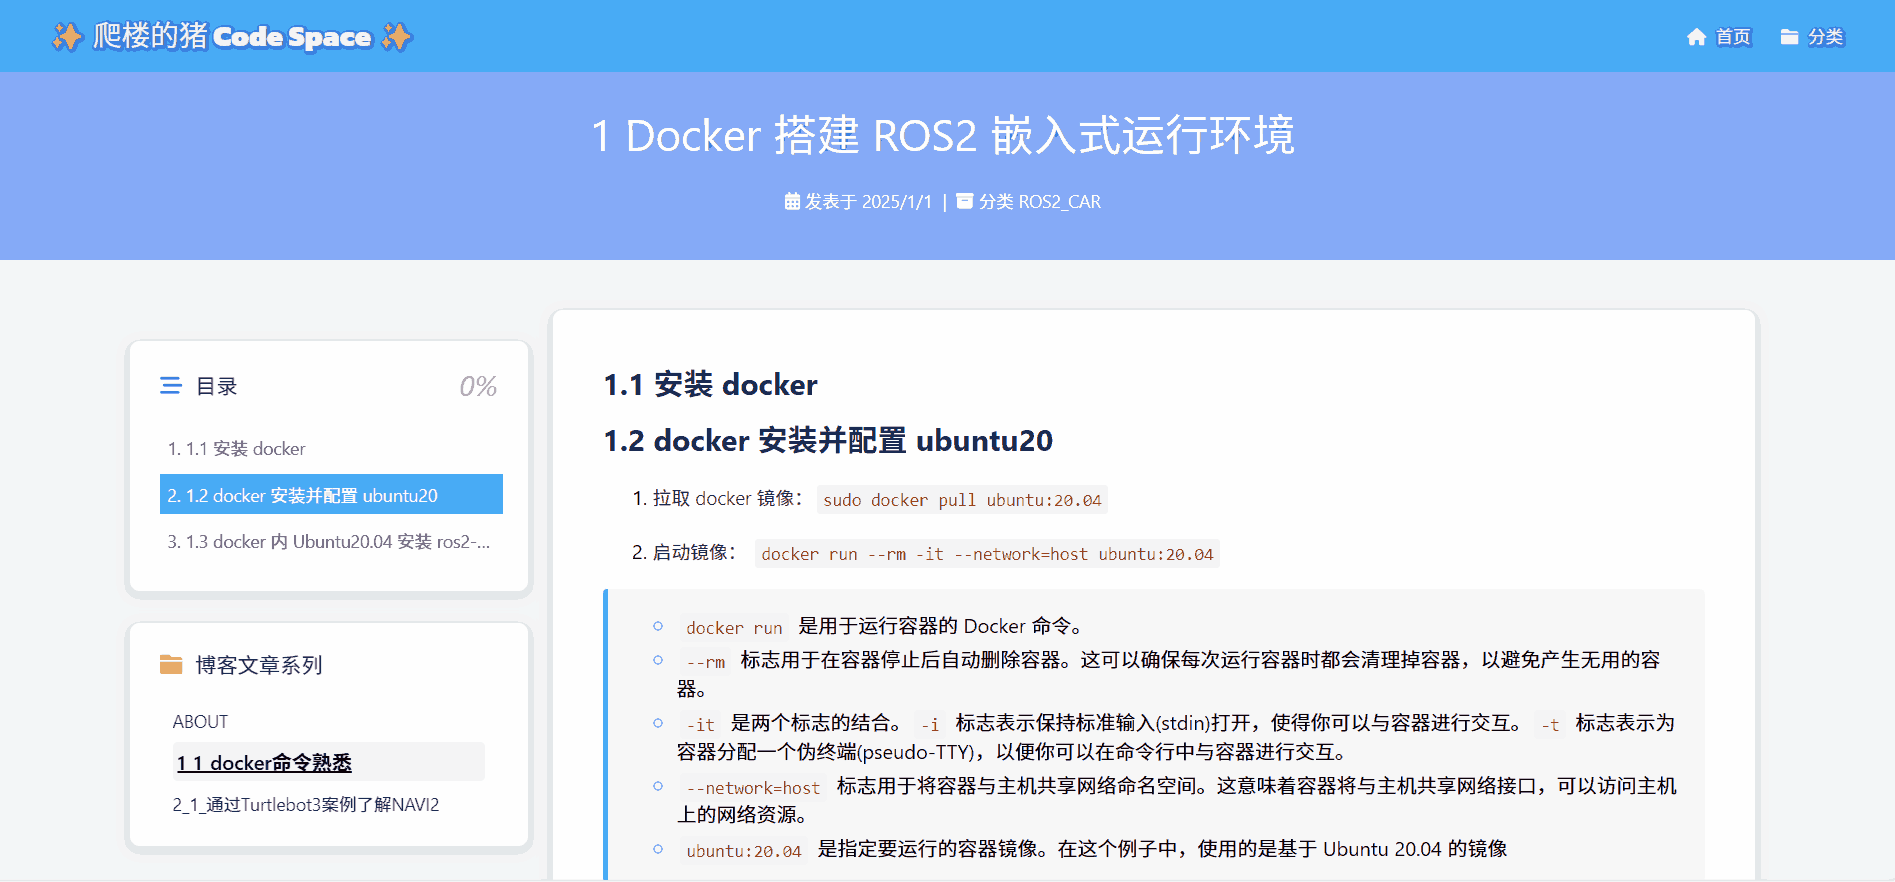 ✨ 爬楼的猪 Code Space ✨
首页 分类
1 Docker 搭建 ROS2 嵌入式运行环境
发表于 2025/1/1 | 分类 ROS2_CAR
目录 0%
1. 1.1 安装 docker
2. 1.2 docker 安装并配置 ubuntu20
3. 1.3 docker 内 Ubuntu20.04 安装 ros2-...
博客文章系列
ABOUT
1 1 docker命令熟悉
2_1_通过Turtlebot3案例了解NAVI2
1.1 安装 docker
1.2 docker 安装并配置 ubuntu20
1. 拉取 docker 镜像： sudo docker pull ubuntu:20.04
2. 启动镜像： docker run --rm -it --network=host ubuntu:20.04
docker run 是用于运行容器的 Docker 命令。
--rm 标志用于在容器停止后自动删除容器。这可以确保每次运行容器时都会清理掉容器，以避免产生无用的容
器。
-it 是两个标志的结合。 -i 标志表示保持标准输入(stdin)打开，使得你可以与容器进行交互。 -t 标志表示为
容器分配一个伪终端(pseudo-TTY)，以便你可以在命令行中与容器进行交互。
--network=host 标志用于将容器与主机共享网络命名空间。这意味着容器将与主机共享网络接口，可以访问主机
上的网络资源。
ubuntu:20.04 是指定要运行的容器镜像。在这个例子中，使用的是基于 Ubuntu 20.04 的镜像